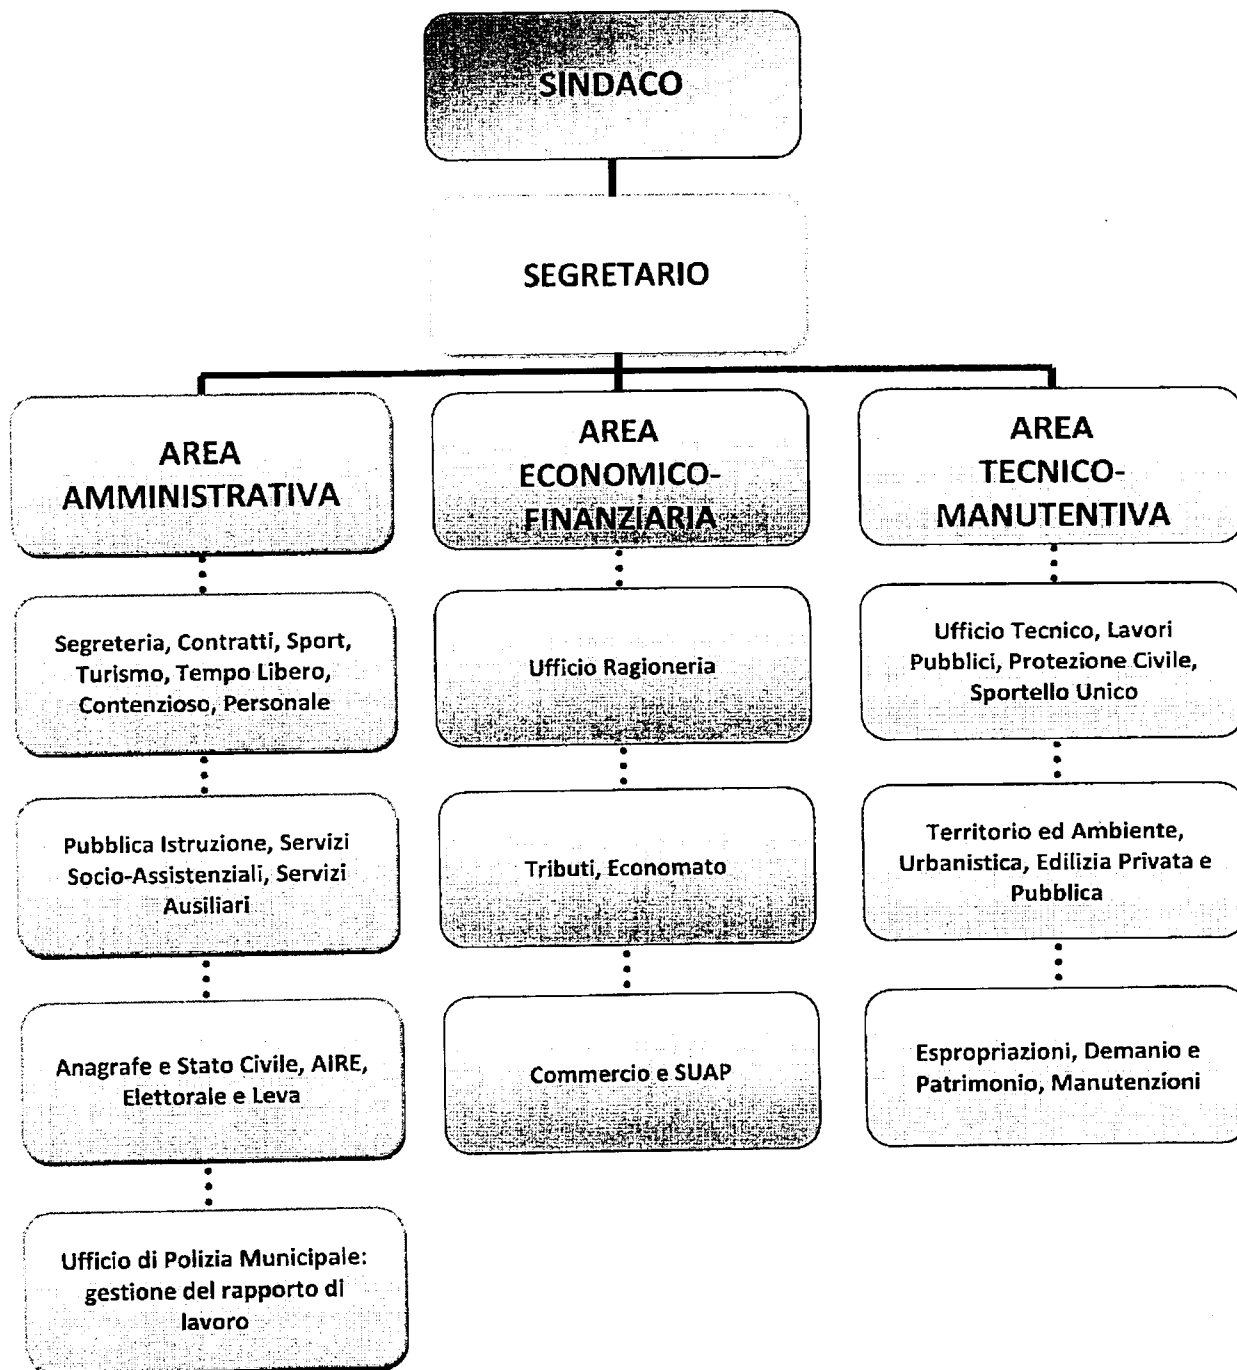 SINDACO
SEGRETARIO
AREA
AMMINISTRATIVA
AREA
ECONOMICO-
FINANZIARIA
AREA
TECNICO-
MANUTENTIVA
Segreteria, Contratti, Sport,
Turismo, Tempo Libero,
Contenzioso, Personale
Ufficio Ragioneria
Ufficio Tecnico, Lavori
Pubblici, Protezione Civile,
Sportello Unico
Pubblica Istruzione, Servizi
Socio-Assistenziali, Servizi
Ausiliari
Tributi, Economato
Territorio ed Ambiente,
Urbanistica, Edilizia Privata e
Pubblica
Anagrafe e Stato Civile, AIRE,
Elettorale e Leva
Commercio e SUAP
Espropriazioni, Demanio e
Patrimonio, Manutenzioni
Ufficio di Polizia Municipale:
gestione del rapporto di
lavoro